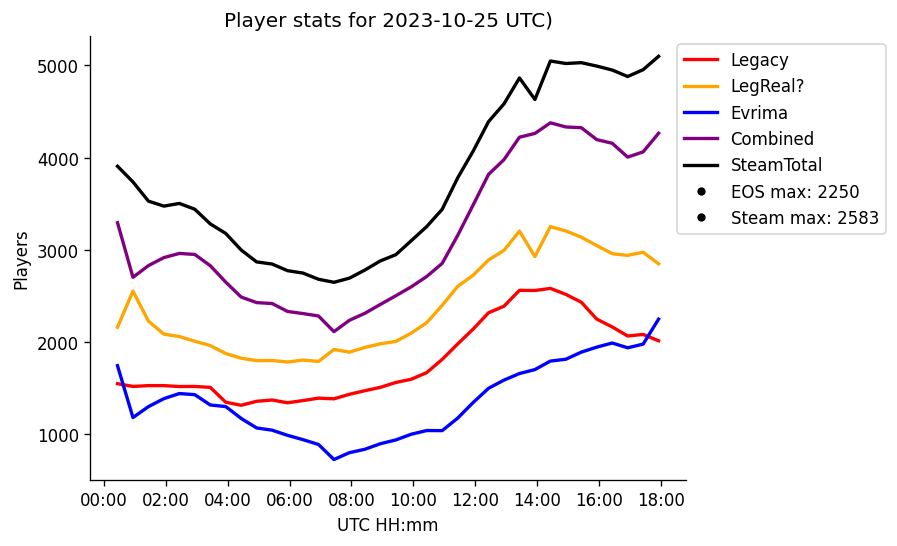 Player stats for 2023-10-25 UTC)
Legacy
LegReal?
Evrima
Combined
SteamTotal
EOS max: 2250
Steam max: 2583
Players
5000
4000
3000
2000
1000
00:00 02:00 04:00 06:00 08:00 10:00 12:00 14:00 16:00 18:00
UTC HH:mm